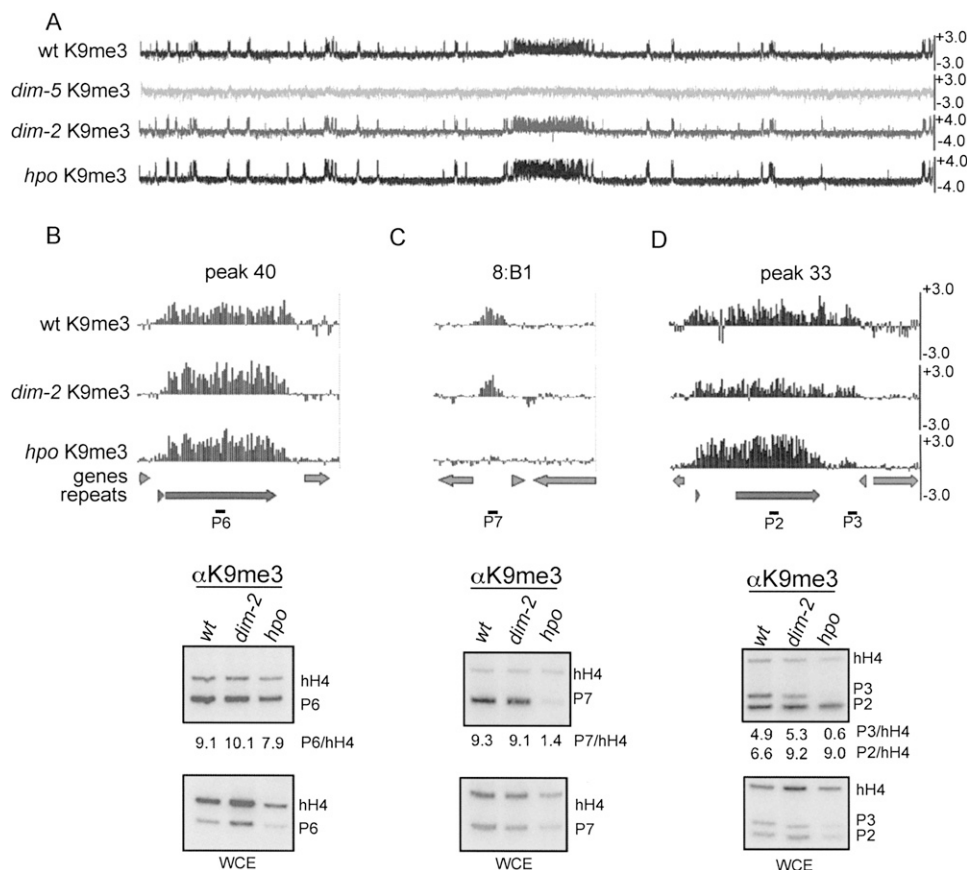 A
wt K9me3 +3.0 -3.0
dim-5 K9me3 +3.0 -3.0
dim-2 K9me3 +4.0 -4.0
hpo K9me3 +4.0 -4.0
B C D
peak 40 8:B1 peak 33
wt K9me3 +3.0 -3.0
dim-2 K9me3 +3.0 -3.0
hpo K9me3 +3.0 -3.0
genes
repeats
P6 P7 P2 P3
αK9me3
wt dim-2 hpo
hH4
P6
9.1 10.1 7.9 P6/hH4
hH4
P6
WCE
αK9me3
wt dim-2 hpo
hH4
P7
9.3 9.1 1.4 P7/hH4
hH4
P7
WCE
αK9me3
wt dim-2 hpo
hH4
P3
P2
4.9 5.3 0.6 P3/hH4
6.6 9.2 9.0 P2/hH4
hH4
P3
P2
WCE